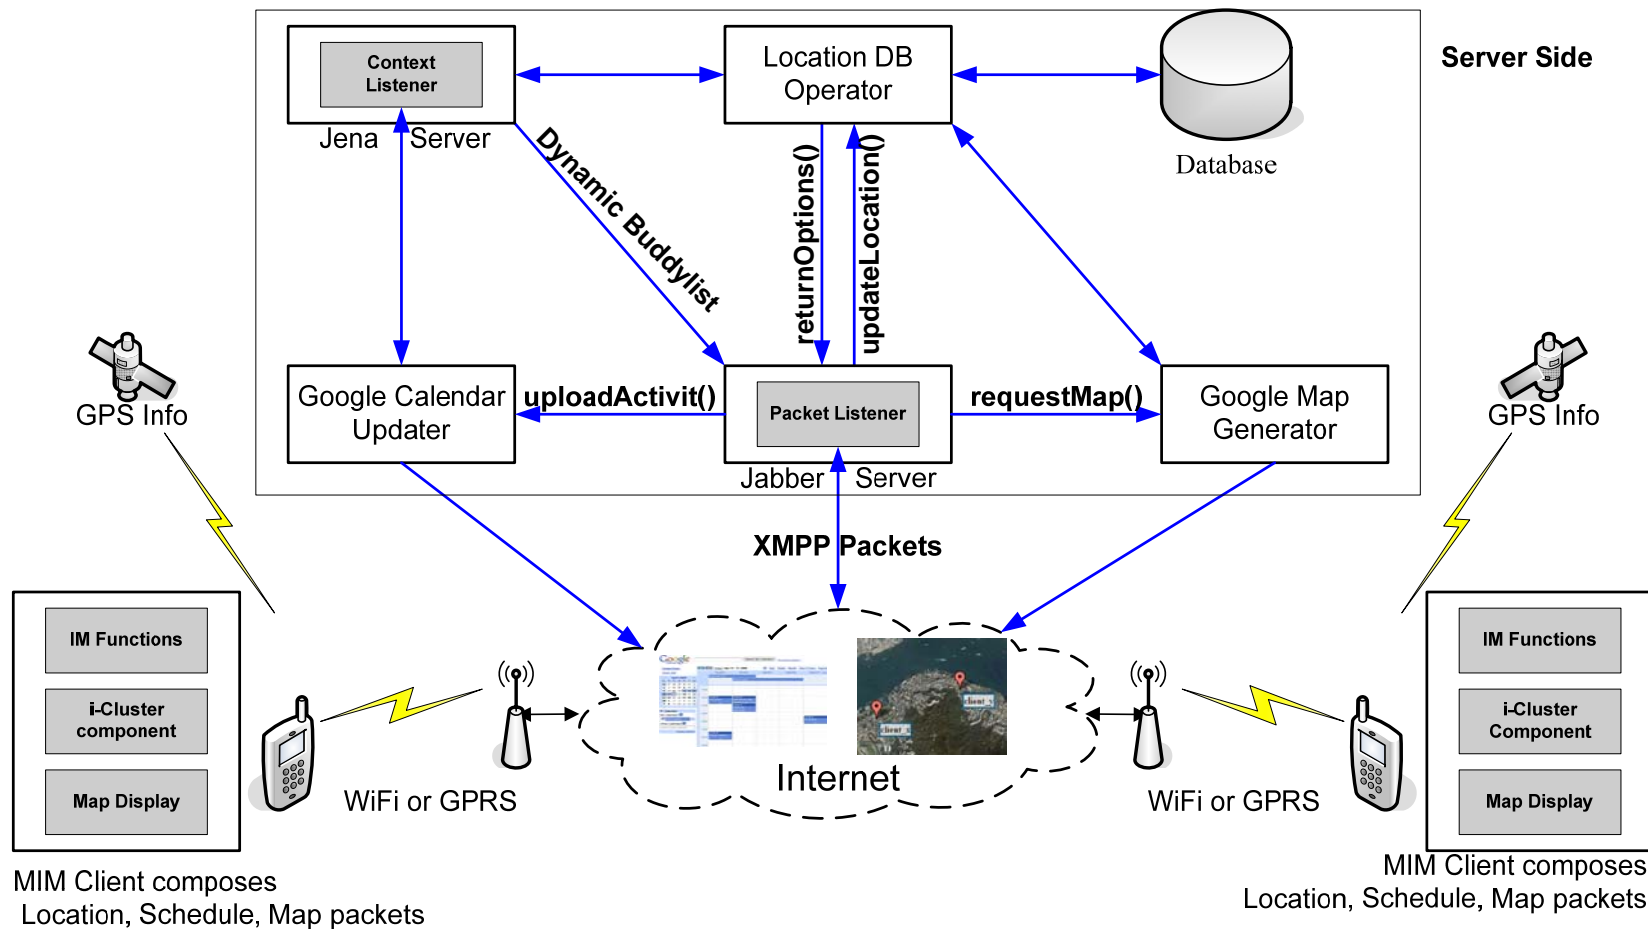 Server Side
Context
Listener
Jena Server
Location DB
Operator
Database
Dynamic Buddylist
returnOptions()
updateLocation()
GPS Info
Google Calendar
Updater
uploadActivit()
Packet Listener
Jabber Server
requestMap()
Google Map
Generator
GPS Info
XMPP Packets
IM Functions
i-Cluster
component
Map Display
WiFi or GPRS
Google
client_s
Internet
WiFi or GPRS
IM Functions
i-Cluster
Component
Map Display
MIM Client composes
Location, Schedule, Map packets
MIM Client composes
Location, Schedule, Map packets